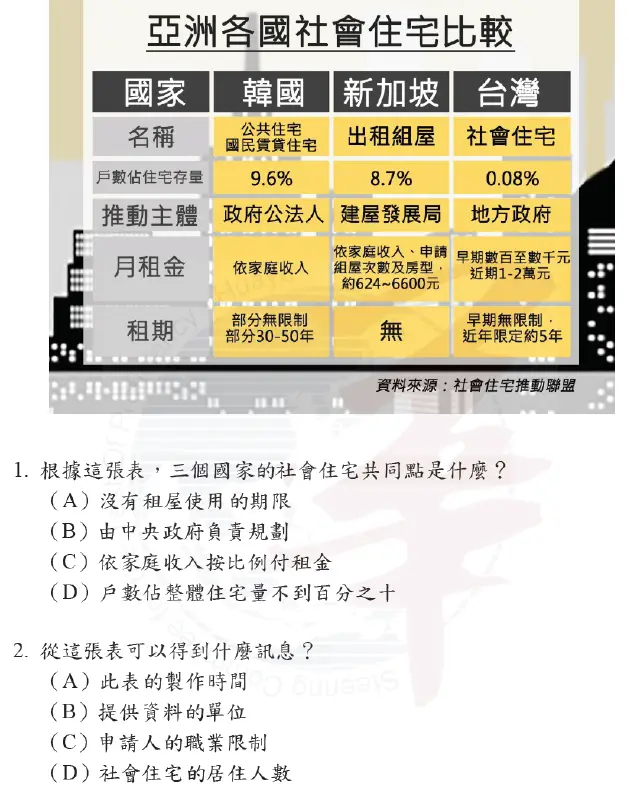 亞洲各國社會住宅比較
國家 韓國 新加坡 台灣
名稱 公共住宅 國民賃貸住宅 出租組屋 社會住宅
戶數佔住宅存量 9.6% 8.7% 0.08%
推動主體 政府公法人 建屋發展局 地方政府
月租金 依家庭收入 依家庭收入、申請組屋次數及房型,約624~6600元 早期數百至數千元 近期1-2萬元
租期 部分無限制 部分30-50年 無 早期無限制,近年限定約5年
資料來源:社會住宅推動聯盟
1. 根據這張表,三個國家的社會住宅共同點是什麼?
(A)沒有租屋使用的期限
(B)由中央政府負責規劃
(C)依家庭收入按比例付租金
(D)戶數佔整體住宅量不到百分之十
2. 從這張表可以得到什麼訊息?
(A)此表的製作時間
(B)提供資料的單位
(C)申請人的職業限制
(D)社會住宅的居住人數